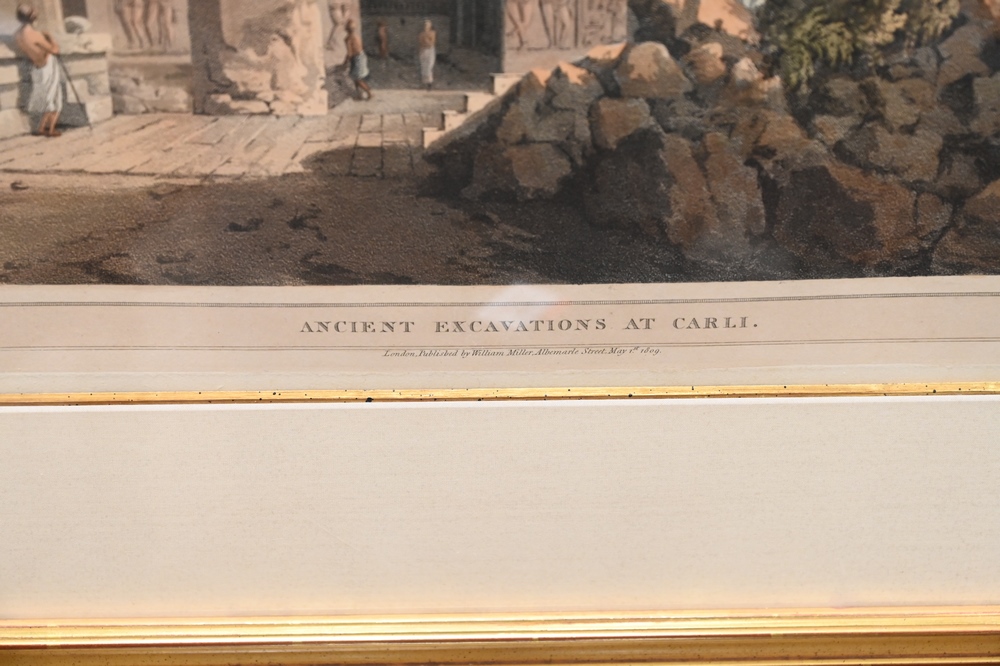 ANCIENT EXCAVATIONS AT CARLI.
London, Published by William Miller, Albemarle Street, May 1st 1809.